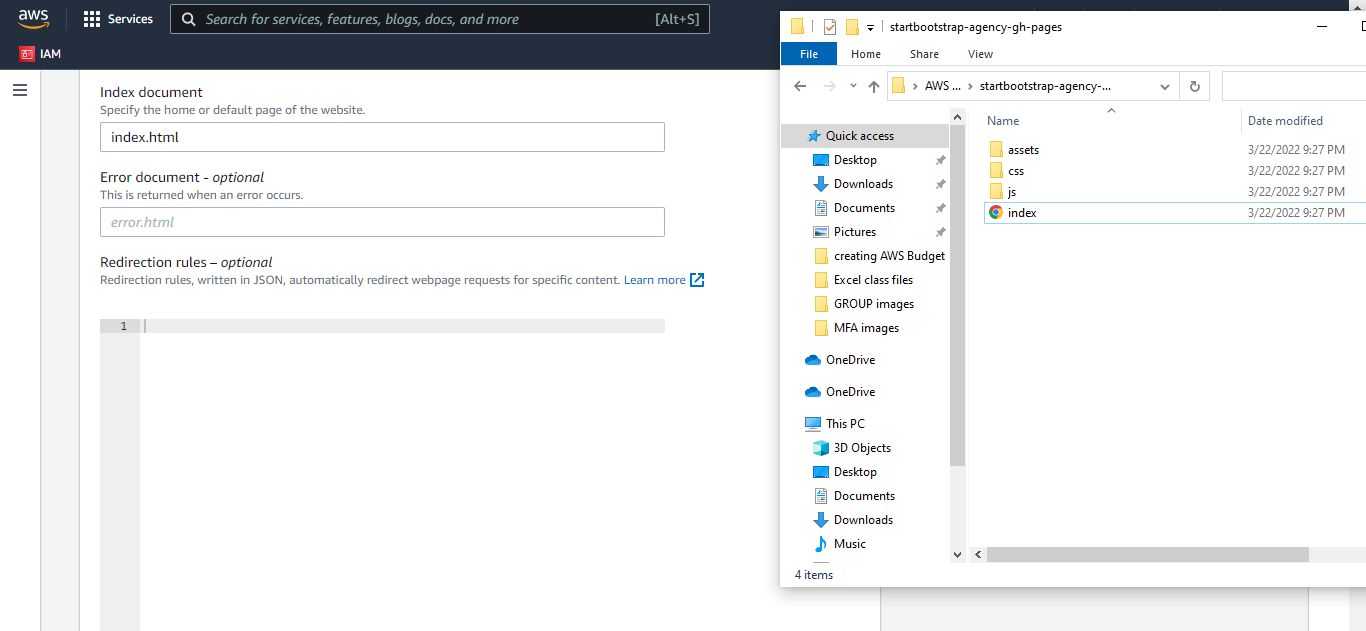 aws
Services
Search for services, features, blogs, docs, and more
[Alt+S]
IAM
Index document
Specify the home or default page of the website.
index.html
Error document - optional
This is returned when an error occurs.
error.html
Redirection rules – optional
Redirection rules, written in JSON, automatically redirect webpage requests for specific content. Learn more
1
startbootstrap-agency-gh-pages
File
Home
Share
View
AWS ...
startbootstrap-agency-...
Quick access
Desktop
Downloads
Documents
Pictures
creating AWS Budget
Excel class files
GROUP images
MFA images
OneDrive
OneDrive
This PC
3D Objects
Desktop
Documents
Downloads
Music
Name
Date modified
assets
3/22/2022 9:27 PM
css
3/22/2022 9:27 PM
js
3/22/2022 9:27 PM
index
3/22/2022 9:27 PM
4 items